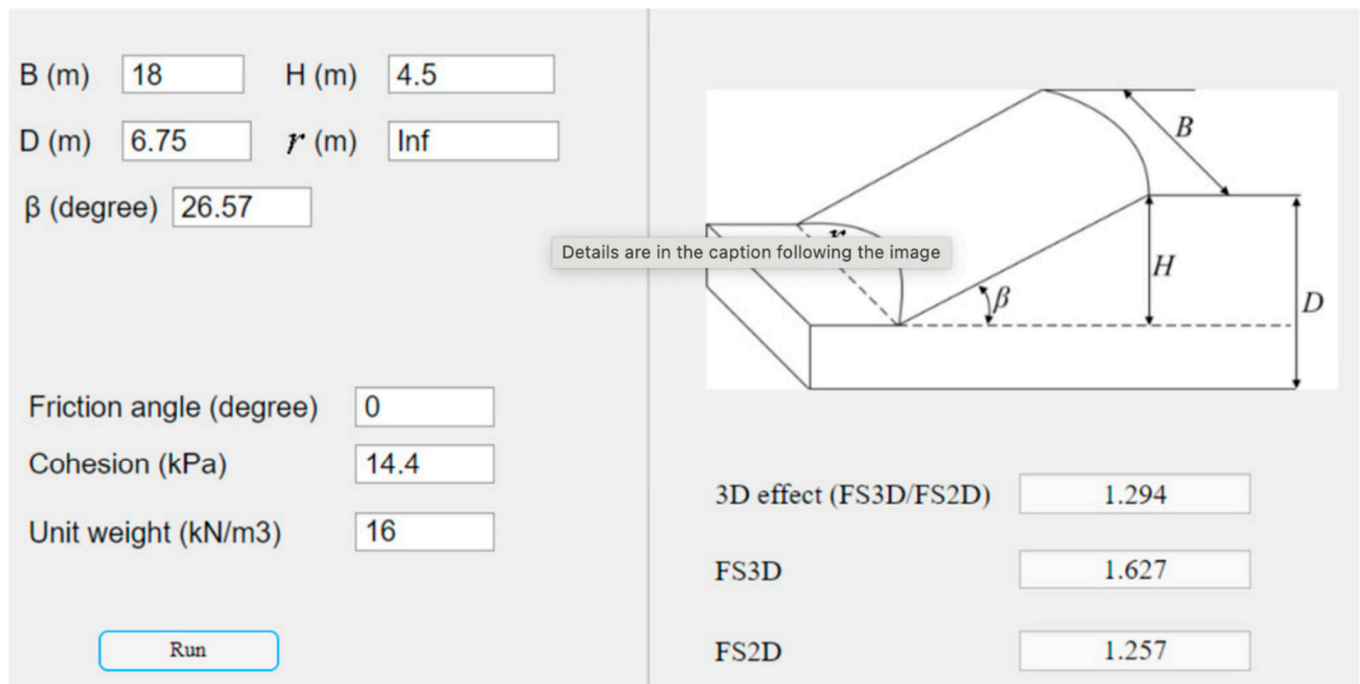 B (m) 18 H (m) 4.5
D (m) 6.75 r (m) Inf
β (degree) 26.57
Friction angle (degree) 0
Cohesion (kPa) 14.4
Unit weight (kN/m3) 16
Run
B
r
Details are in the caption following the image
H
β
D
3D effect (FS3D/FS2D) 1.294
FS3D 1.627
FS2D 1.257